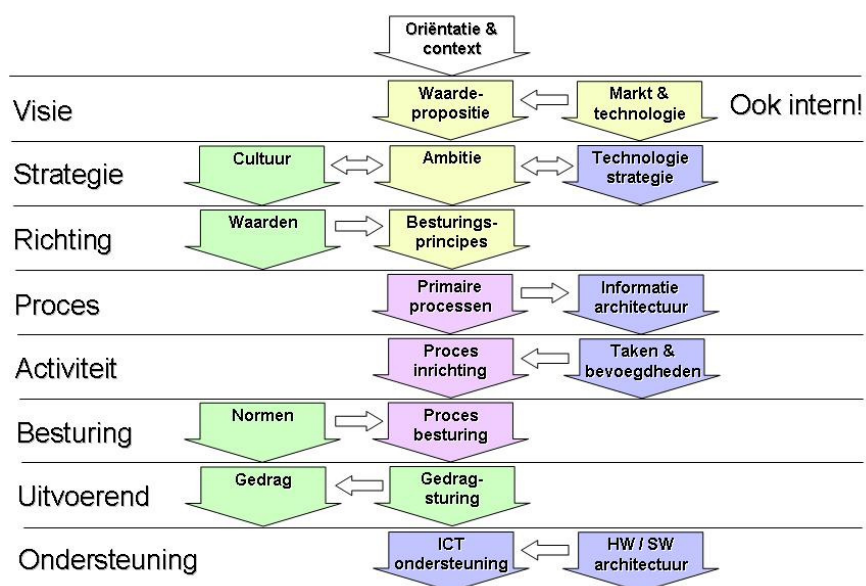 Oriëntatie &
context
Visie
Waarde-
propositie
Markt &
technologie
Ook intern!
Strategie
Cultuur
Ambitie
Technologie
strategie
Richting
Waarden
Besturings-
principes
Proces
Primaire
processen
Informatie
architectuur
Activiteit
Proces
inrichting
Taken &
bevoegdheden
Besturing
Normen
Proces
besturing
Uitvoerend
Gedrag
Gedrag-
sturing
Ondersteuning
ICT
ondersteuning
HW / SW
architectuur